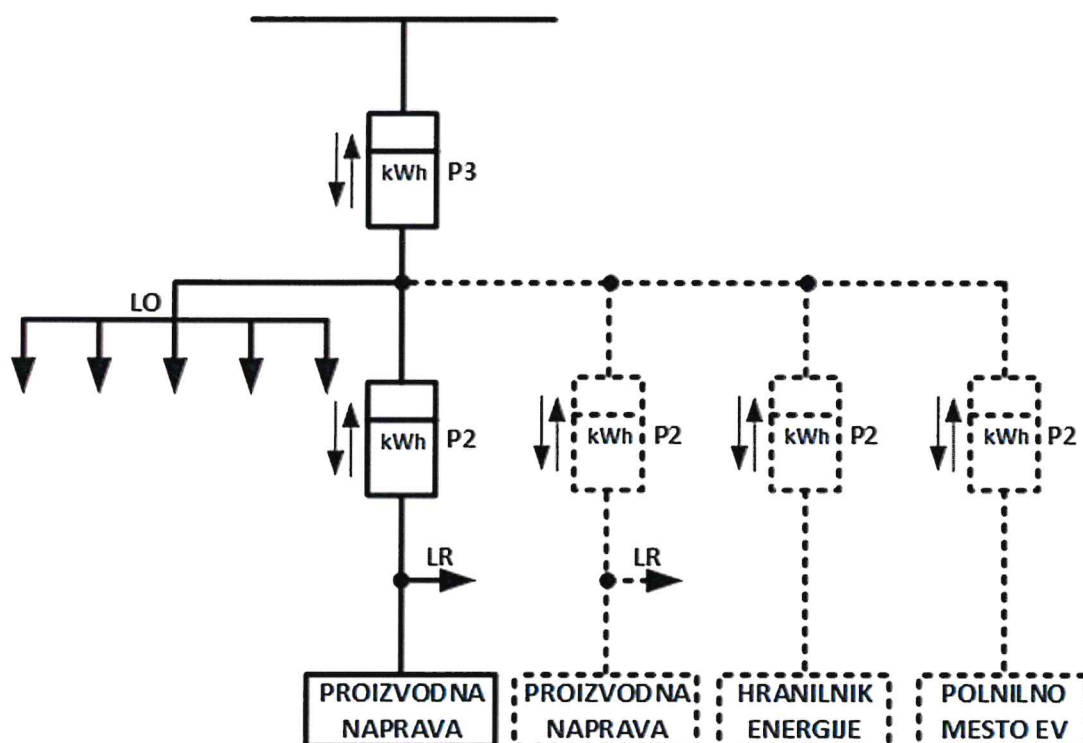 kWh P3
LO
kWh P2
kWh P2
kWh P2
kWh P2
LR
LR
PROIZVODNA
NAPRAVA
PROIZVODNA
NAPRAVA
HRANILNIK
ENERGIJE
POLNILNO
MESTO EV